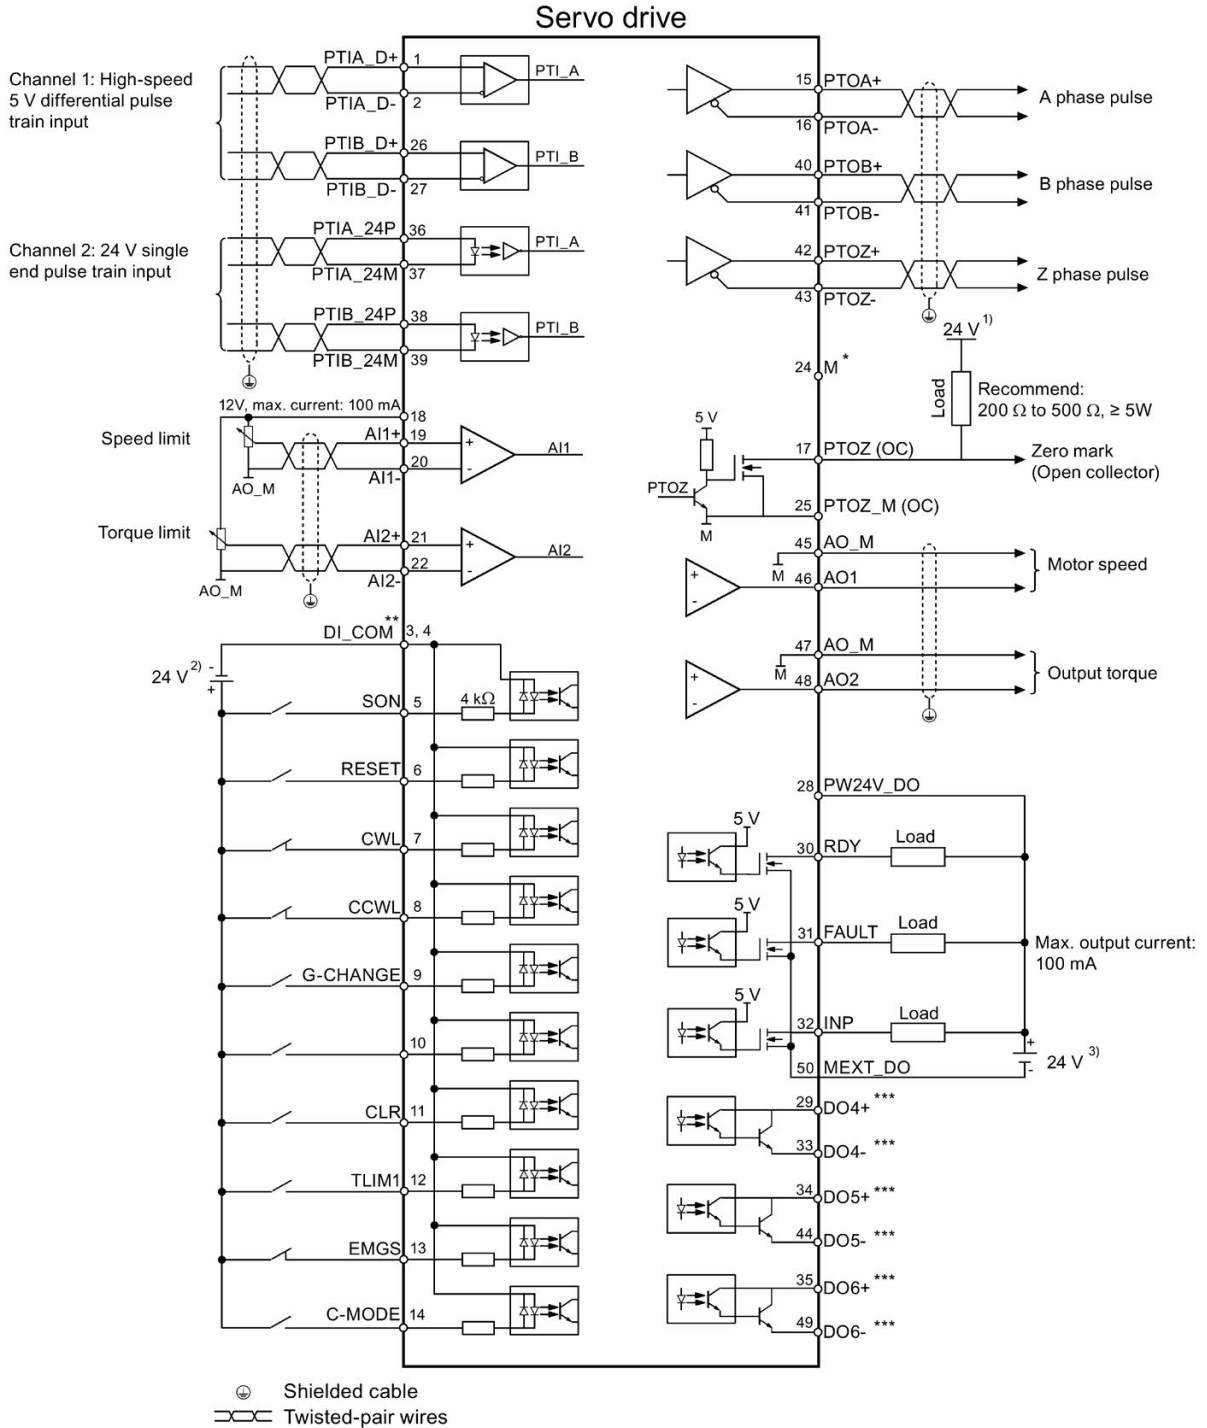 Servo drive
Channel 1: High-speed
5 V differential pulse
train input
PTIA_D+ 1
PTIA_D- 2
PTI_A
PTIB_D+ 26
PTIB_D- 27
PTI_B
Channel 2: 24 V single
end pulse train input
PTIA_24P 36
PTIA_24M 37
PTI_A
PTIB_24P 38
PTIB_24M 39
PTI_B
12V, max. current: 100 mA 18
Speed limit
AI1+ 19
+
AI1- 20
-
AI1
AO_M
Torque limit
AI2+ 21
+
AI2- 22
-
AI2
AO_M
DI_COM** 3, 4
24 V 2)
-
+
SON 5
4 kΩ
RESET 6
CWL 7
CCWL 8
G-CHANGE 9
10
CLR 11
TLIM1 12
EMGS 13
C-MODE 14
15 PTOA+
16 PTOA-
A phase pulse
40 PTOB+
41 PTOB-
B phase pulse
42 PTOZ+
43 PTOZ-
Z phase pulse
24 V 1)
24 M *
Load
Recommend:
200 Ω to 500 Ω, ≥ 5W
5 V
17 PTOZ (OC)
Zero mark
(Open collector)
PTOZ
25 PTOZ_M (OC)
M
45 AO_M
M
+
-
46 AO1
Motor speed
47 AO_M
M
+
-
48 AO2
Output torque
28 PW24V_DO
5 V
30 RDY
Load
5 V
31 FAULT
Load
Max. output current:
100 mA
5 V
32 INP
Load
+
-
24 V 3)
50 MEXT_DO
29 DO4+ ***
33 DO4- ***
34 DO5+ ***
44 DO5- ***
35 DO6+ ***
49 DO6- ***
Shielded cable
Twisted-pair wires